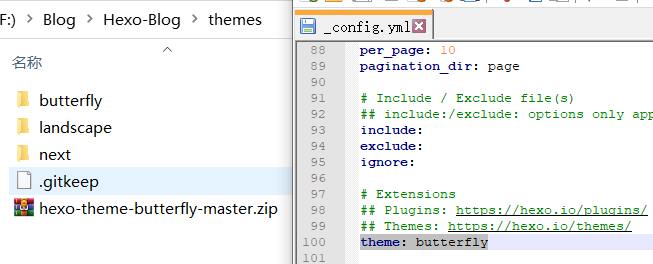 F:) › Blog › Hexo-Blog › themes
名称
butterfly
landscape
next
.gitkeep
hexo-theme-butterfly-master.zip
_config.yml
88 per_page: 10
89 pagination_dir: page
90
91 # Include / Exclude file(s)
92 ## include:/exclude: options only app
93 include:
94 exclude:
95 ignore:
96
97 # Extensions
98 ## Plugins: https://hexo.io/plugins/
99 ## Themes: https://hexo.io/themes/
100 theme: butterfly
101